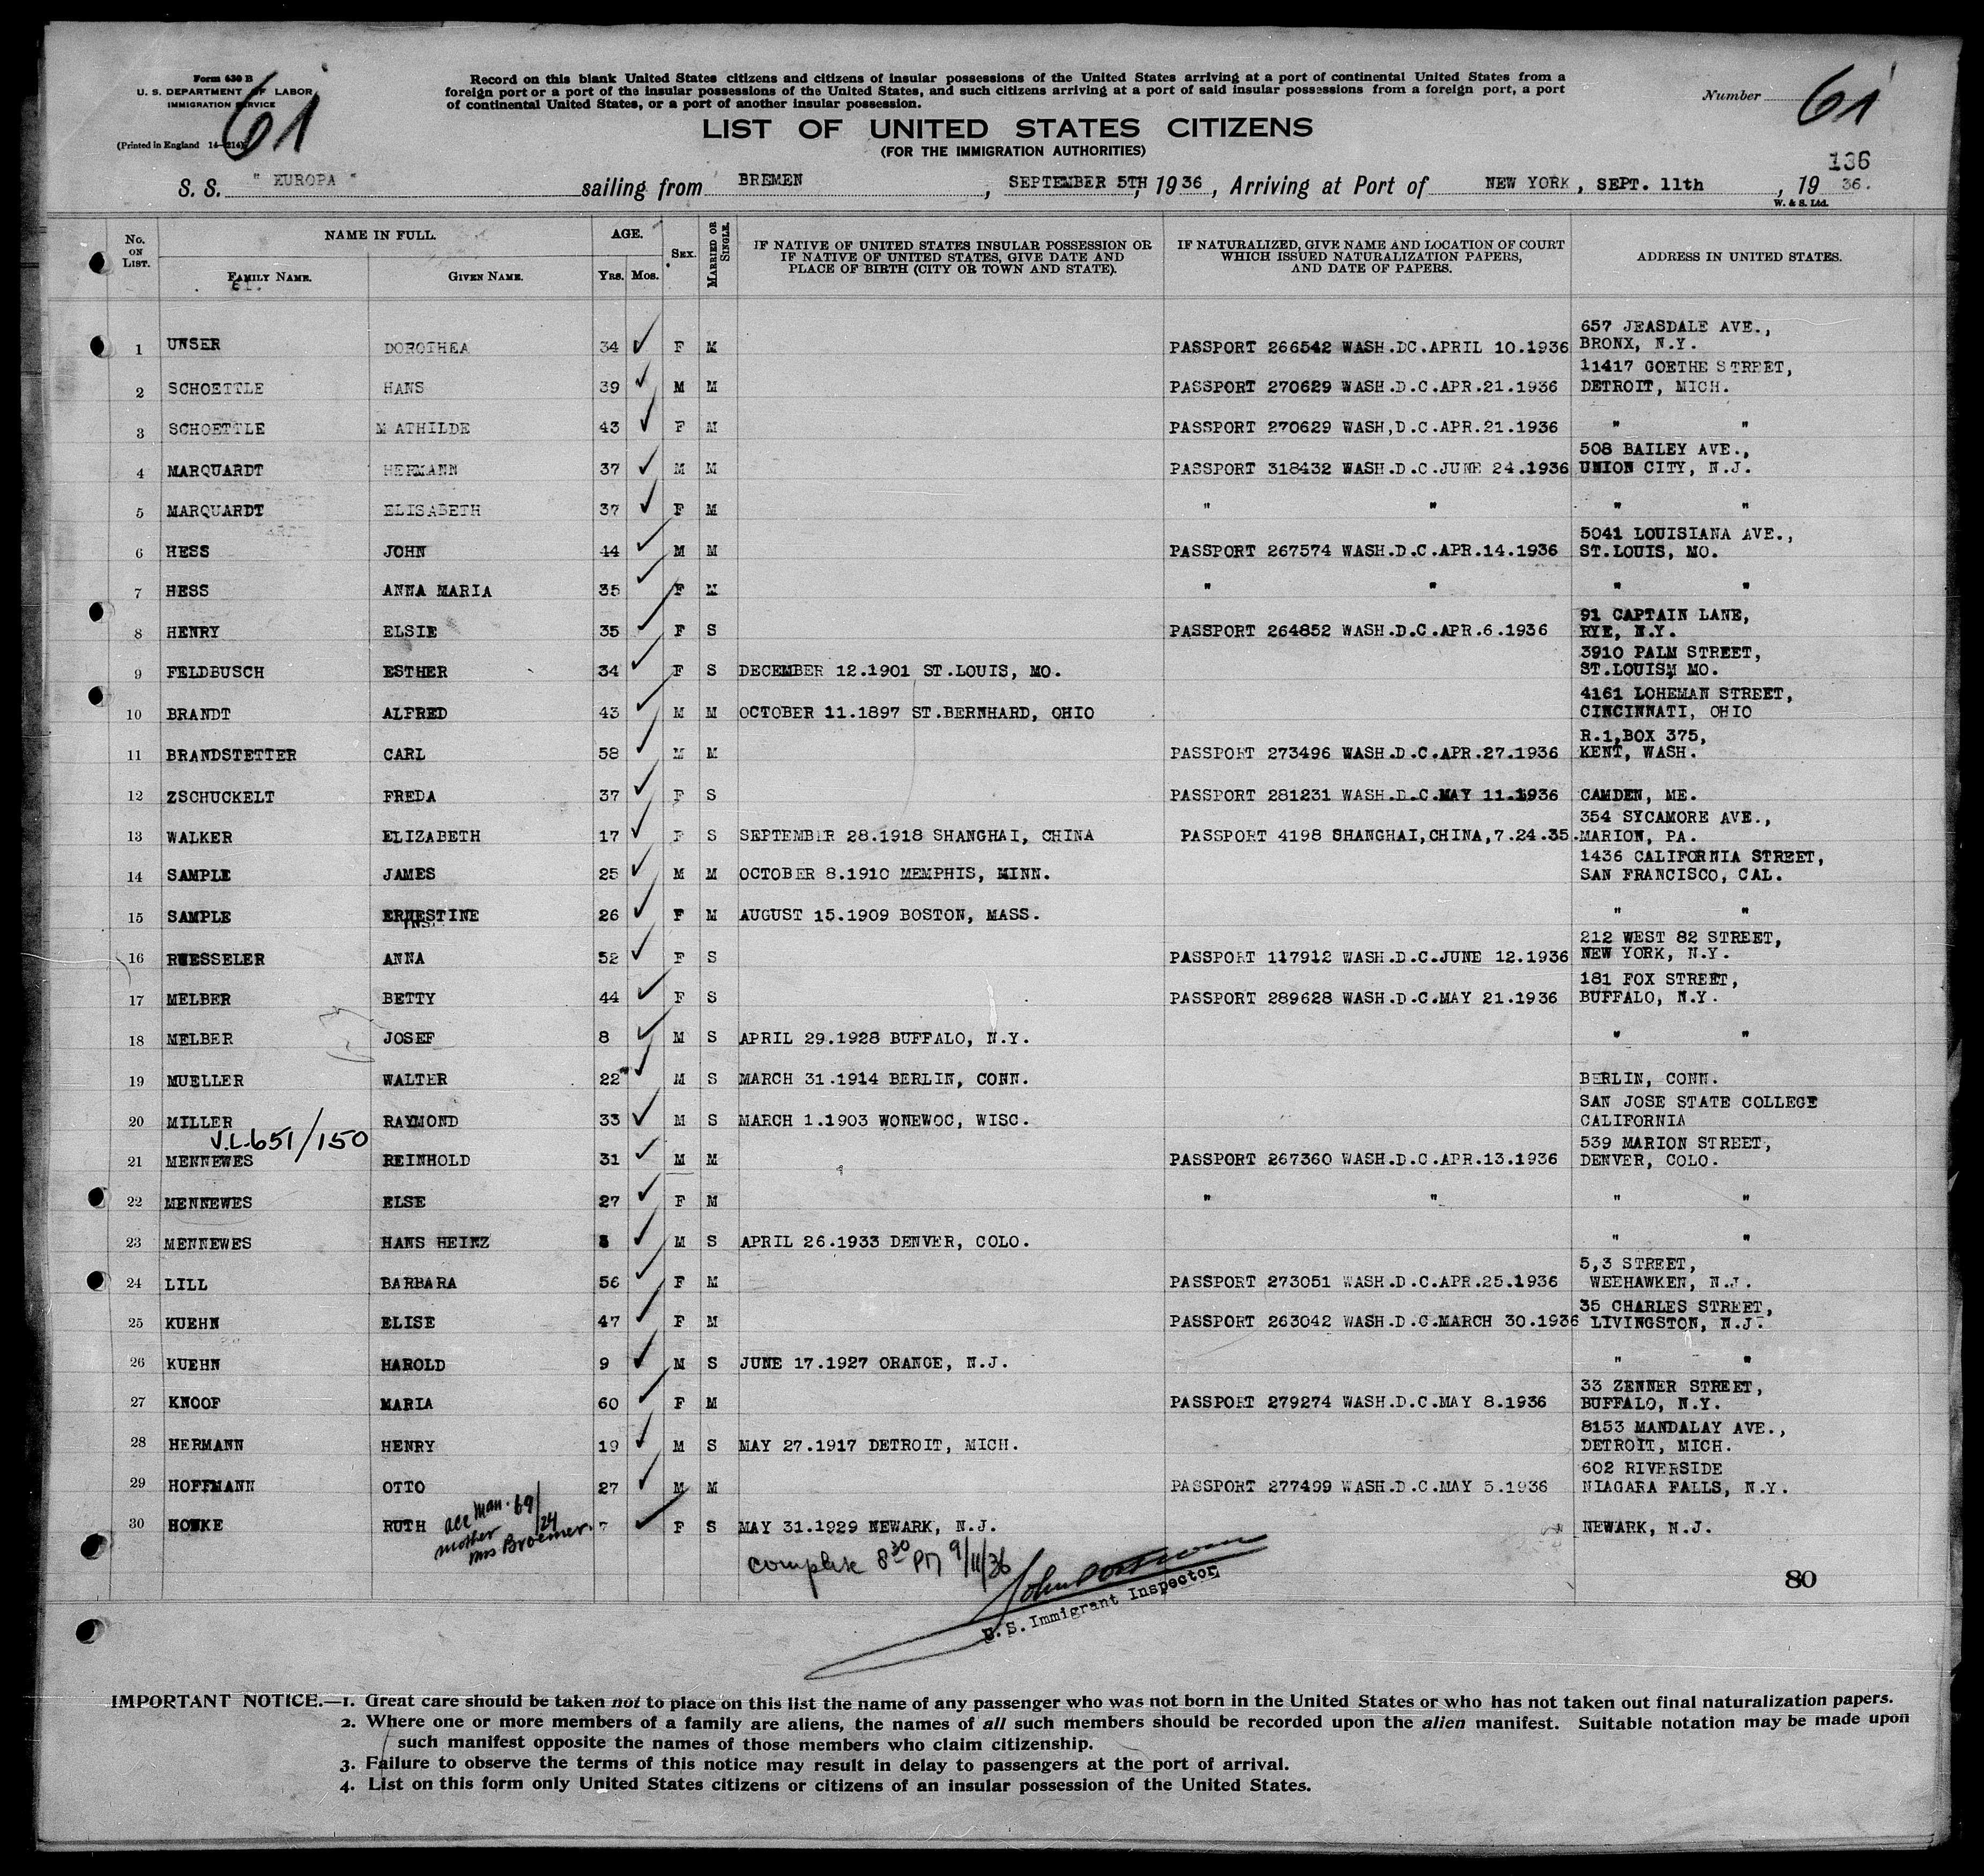 Form 630 B
U. S. DEPARTMENT OF LABOR
IMMIGRATION SERVICE
(Printed in England 14—214)
61
Record on this blank United States citizens and citizens of insular possessions of the United States arriving at a port of continental United States from a
foreign port or a port of the insular possessions of the United States, and such citizens arriving at a port of said insular possessions from a foreign port, a port
of continental United States, or a port of another insular possession.
Number 61
LIST OF UNITED STATES CITIZENS
(FOR THE IMMIGRATION AUTHORITIES)
136
S. S. " EUROPA " sailing from BREMEN, SEPTEMBER 5TH, 1936, Arriving at Port of NEW YORK, SEPT. 11th, 1936.
W. & S. Ltd.
No. ON LIST. NAME IN FULL. AGE. SEX. MARRIED OR SINGLE. IF NATIVE OF UNITED STATES INSULAR POSSESSION OR IF NATIVE OF UNITED STATES, GIVE DATE AND PLACE OF BIRTH (CITY OR TOWN AND STATE). IF NATURALIZED, GIVE NAME AND LOCATION OF COURT WHICH ISSUED NATURALIZATION PAPERS, AND DATE OF PAPERS. ADDRESS IN UNITED STATES.
FAMILY NAME. GIVEN NAME. YRS. MOS.
61.
1 UNSER DOROTHEA 34 F M PASSPORT 266542 WASH.DC.APRIL 10.1936 657 JEASDALE AVE., BRONX, N.Y.
2 SCHOETTLE HANS 39 M M PASSPORT 270629 WASH.D.C.APR.21.1936 11417 GOETHE STREET, DETROIT, MICH.
3 SCHOETTLE MATHILDE 43 F M PASSPORT 270629 WASH,D.C.APR.21.1936 " "
4 MARQUARDT HERMANN 37 M M PASSPORT 318432 WASH.D.C.JUNE 24.1936 508 BAILEY AVE., UNION CITY, N.J.
5 MARQUARDT ELISABETH 37 F M " " " "
6 HESS JOHN 44 M M PASSPORT 267574 WASH.D.C.APR.14.1936 5041 LOUISIANA AVE., ST.LOUIS, MO.
7 HESS ANNA MARIA 35 F M " " " "
8 HENRY ELSIE 35 F S PASSPORT 264852 WASH.D.C.APR.6.1936 91 CAPTAIN LANE, RYE, N.Y.
9 FELDBUSCH ESTHER 34 F S DECEMBER 12.1901 ST.LOUIS, MO. 3910 PALM STREET, ST.LOUISM MO.
10 BRANDT ALFRED 43 M M OCTOBER 11.1897 ST.BERNHARD, OHIO 4161 LOHEMAN STREET, CINCINNATI, OHIO
11 BRANDSTETTER CARL 58 M M PASSPORT 273496 WASH.D.C.APR.27.1936 R.1,BOX 375, KENT, WASH.
12 ZSCHUCKELT FREDA 37 F S PASSPORT 281231 WASH.D.C.MAY 11.1936 CAMDEN, ME.
13 WALKER ELIZABETH 17 F S SEPTEMBER 28.1918 SHANGHAI, CHINA PASSPORT 4198 SHANGHAI,CHINA,7.24.35. 354 SYCAMORE AVE., MARION, PA.
14 SAMPLE JAMES 25 M M OCTOBER 8.1910 MEMPHIS, MINN. 1436 CALIFORNIA STREET, SAN FRANCISCO, CAL.
15 SAMPLE ERNESTINE 26 F M AUGUST 15.1909 BOSTON, MASS. " "
16 RUESSELER ANNA 52 F S PASSPORT 117912 WASH.D.C.JUNE 12.1936 212 WEST 82 STREET, NEW YORK, N.Y.
17 MELBER BETTY 44 F S PASSPORT 289628 WASH.D.C.MAY 21.1936 181 FOX STREET, BUFFALO, N.Y.
18 MELBER JOSEF 8 M S APRIL 29.1928 BUFFALO, N.Y. " "
19 MUELLER WALTER 22 M S MARCH 31.1914 BERLIN, CONN. BERLIN, CONN.
20 MILLER RAYMOND 33 M S MARCH 1.1903 WONEWOC, WISC. SAN JOSE STATE COLLEGE CALIFORNIA
V.L.651/150
21 MENNEWES REINHOLD 31 M M PASSPORT 267360 WASH.D.C.APR.13.1936 539 MARION STREET, DENVER, COLO.
22 MENNEWES ELSE 27 F M " " " "
23 MENNEWES HANS HEINZ 3 M S APRIL 26.1933 DENVER, COLO. " "
24 LILL BARBARA 56 F M PASSPORT 273051 WASH.D.C.APR.25.1936 5,3 STREET, WEEHAWKEN, N.J.
25 KUEHN ELISE 47 F M PASSPORT 263042 WASH.D.C.MARCH 30.1936 35 CHARLES STREET, LIVINGSTON, N.J.
26 KUEHN HAROLD 9 M S JUNE 17.1927 ORANGE, N.J. " "
27 KNOOF MARIA 60 F M PASSPORT 279274 WASH.D.C.MAY 8.1936 33 ZENNER STREET, BUFFALO, N.Y.
28 HERMANN HENRY 19 M S MAY 27.1917 DETROIT, MICH. 8153 MANDALAY AVE., DETROIT, MICH.
29 HOFFMANN OTTO 27 M M PASSPORT 277499 WASH.D.C.MAY 5.1936 602 RIVERSIDE NIAGARA FALLS, N.Y.
30 HOWKE RUTH 7 F S MAY 31.1929 NEWARK, N.J. NEWARK, N.J.
acc man. 69/24
mother
Mrs Broemer.
complete 8 30 PM 9/11/36
U.S. Immigrant Inspector
80
IMPORTANT NOTICE.—1. Great care should be taken not to place on this list the name of any passenger who was not born in the United States or who has not taken out final naturalization papers.
2. Where one or more members of a family are aliens, the names of all such members should be recorded upon the alien manifest. Suitable notation may be made upon
such manifest opposite the names of those members who claim citizenship.
3. Failure to observe the terms of this notice may result in delay to passengers at the port of arrival.
4. List on this form only United States citizens or citizens of an insular possession of the United States.